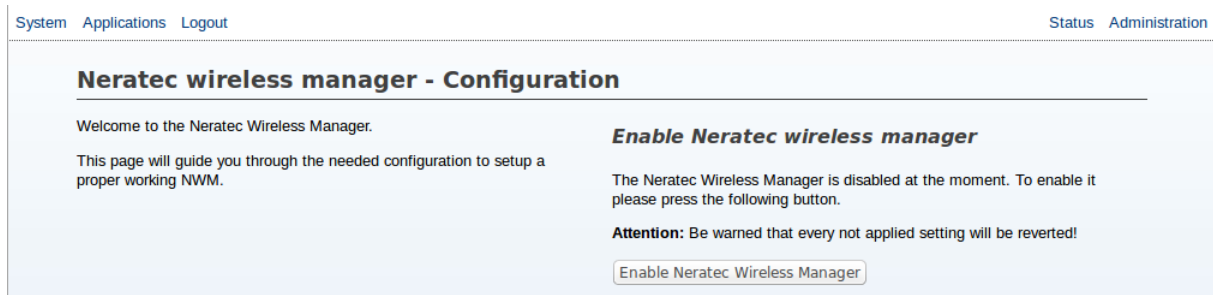 System Applications Logout Status Administration
Neratec wireless manager - Configuration
Welcome to the Neratec Wireless Manager.
This page will guide you through the needed configuration to setup a
proper working NWM.
Enable Neratec wireless manager
The Neratec Wireless Manager is disabled at the moment. To enable it
please press the following button.
Attention: Be warned that every not applied setting will be reverted!
Enable Neratec Wireless Manager